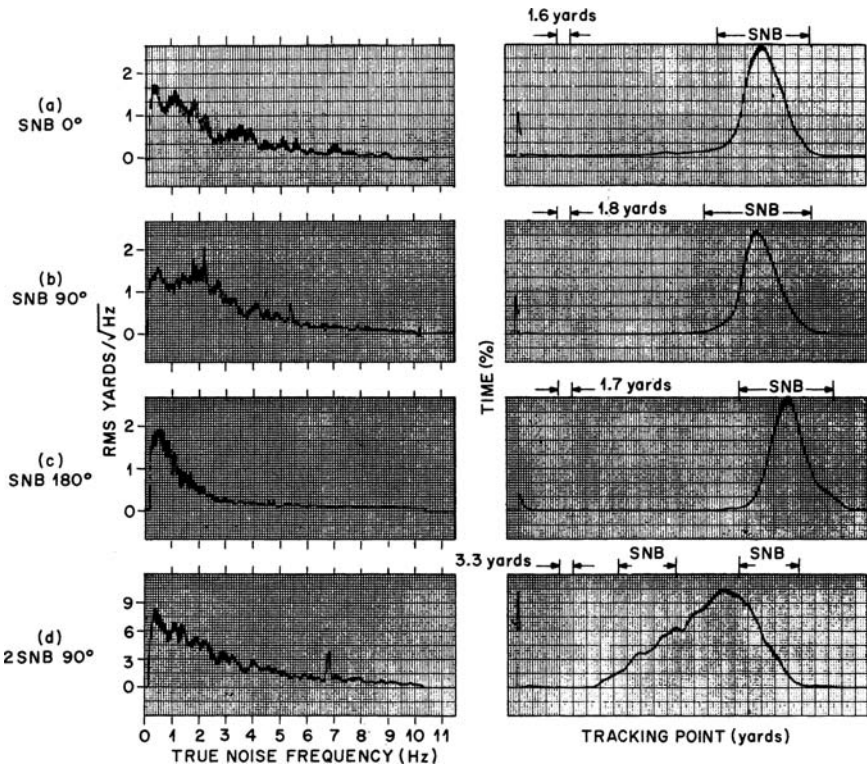 1.6 yards
SNB
(a)
SNB 0°
2
1
0
1.8 yards
SNB
(b)
SNB 90°
2
1
0
RMS YARDS/√Hz
TIME (%)
1.7 yards
SNB
(c)
SNB 180°
2
1
0
3.3 yards
SNB
SNB
(d)
2SNB 90°
9
6
3
0
0 1 2 3 4 5 6 7 8 9 10 11
TRUE NOISE FREQUENCY (Hz)
TRACKING POINT (yards)